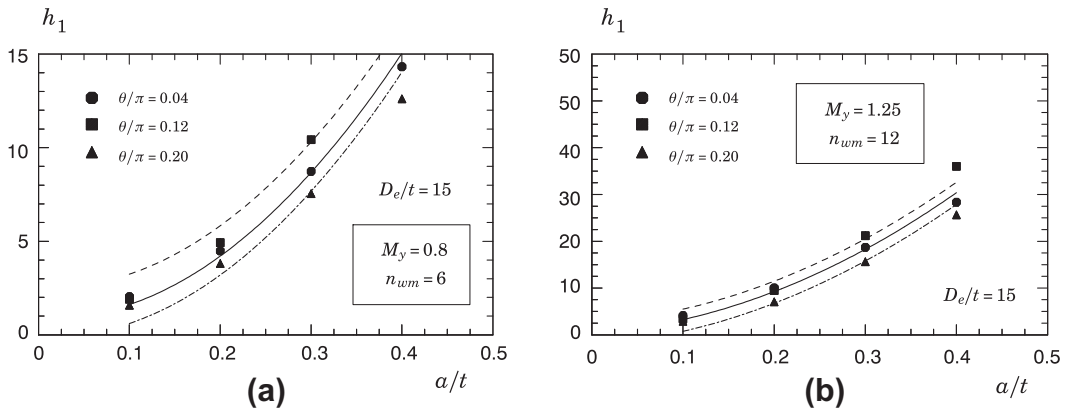 h₁
15
10
5
0
0
0.1
0.2
0.3
0.4
0.5
θ/π = 0.04
θ/π = 0.12
θ/π = 0.20
Dₑ/t = 15
M_y = 0.8
n_wm = 6
a/t
(a)
h₁
50
50
40
30
20
10
0
0
0.1
0.2
0.3
0.4
0.5
θ/π = 0.04
θ/π = 0.12
θ/π = 0.20
M_y = 1.25
n_wm = 12
Dₑ/t = 15
a/t
(b)